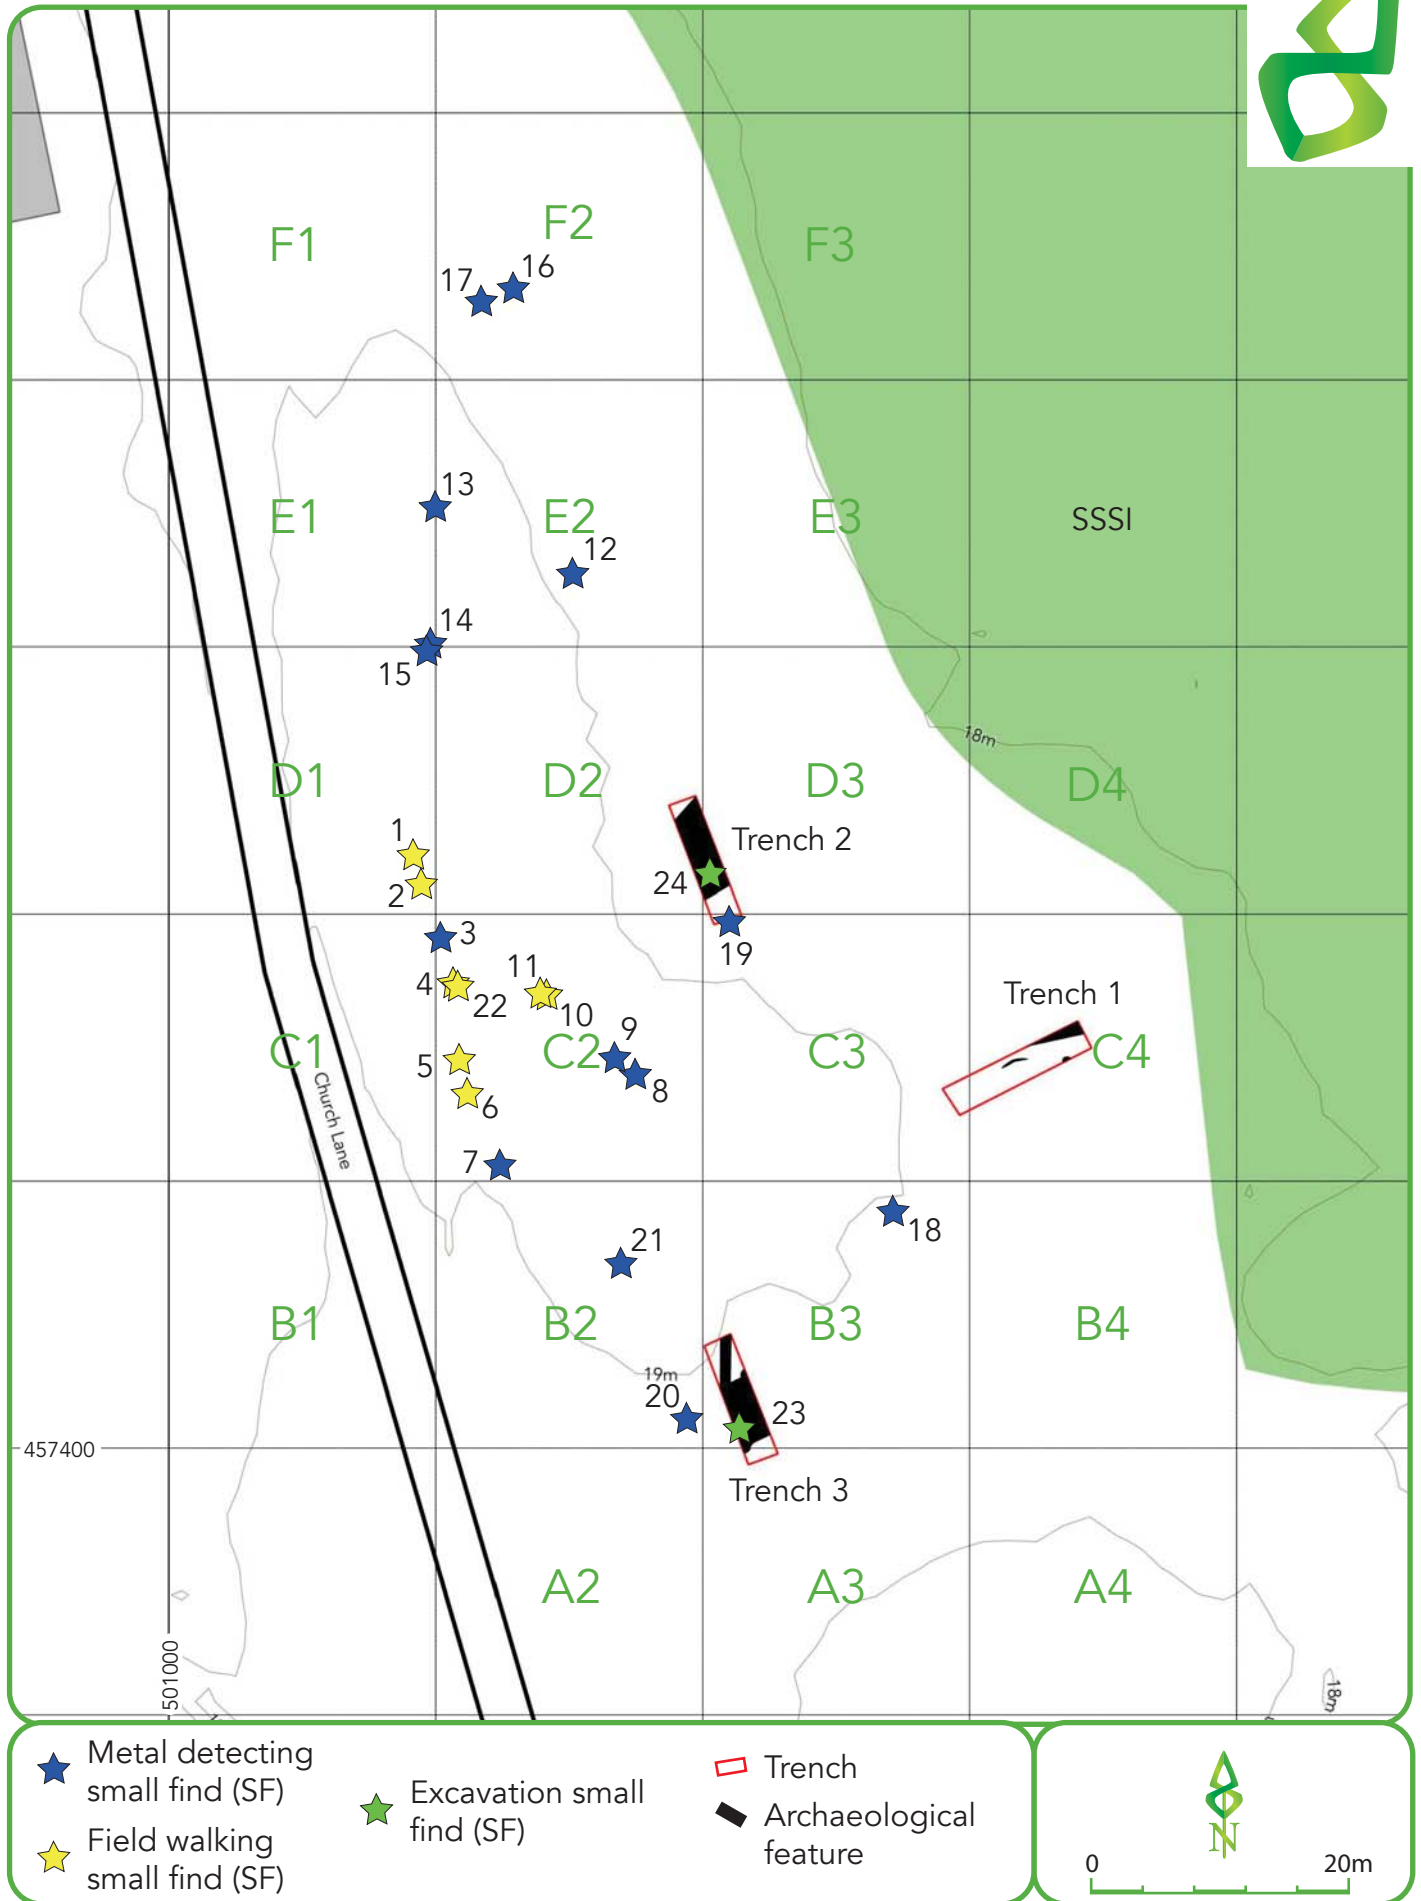 F1
F2
F3
17
16
13
E1
E2
E3
SSSI
12
14
15
18m
D1
D2
D3
D4
1
Trench 2
2
24
3
19
11
4
22
10
Trench 1
9
C1
5
C2
C3
C4
8
6
Church Lane
7
18
21
B1
B2
B3
B4
19m
20
23
457400
Trench 3
A2
A3
A4
501000
18m
Metal detecting
small find (SF)
Field walking
small find (SF)
Excavation small
find (SF)
Trench
Archaeological
feature
N
0
20m